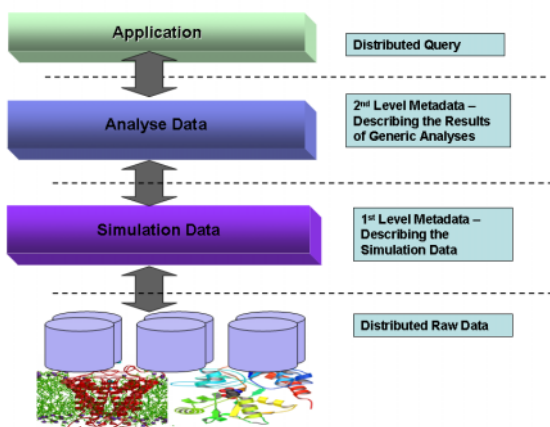 Application
Distributed Query
Analyse Data
2nd Level Metadata –
Describing the Results
of Generic Analyses
Simulation Data
1st Level Metadata –
Describing the
Simulation Data
Distributed Raw Data